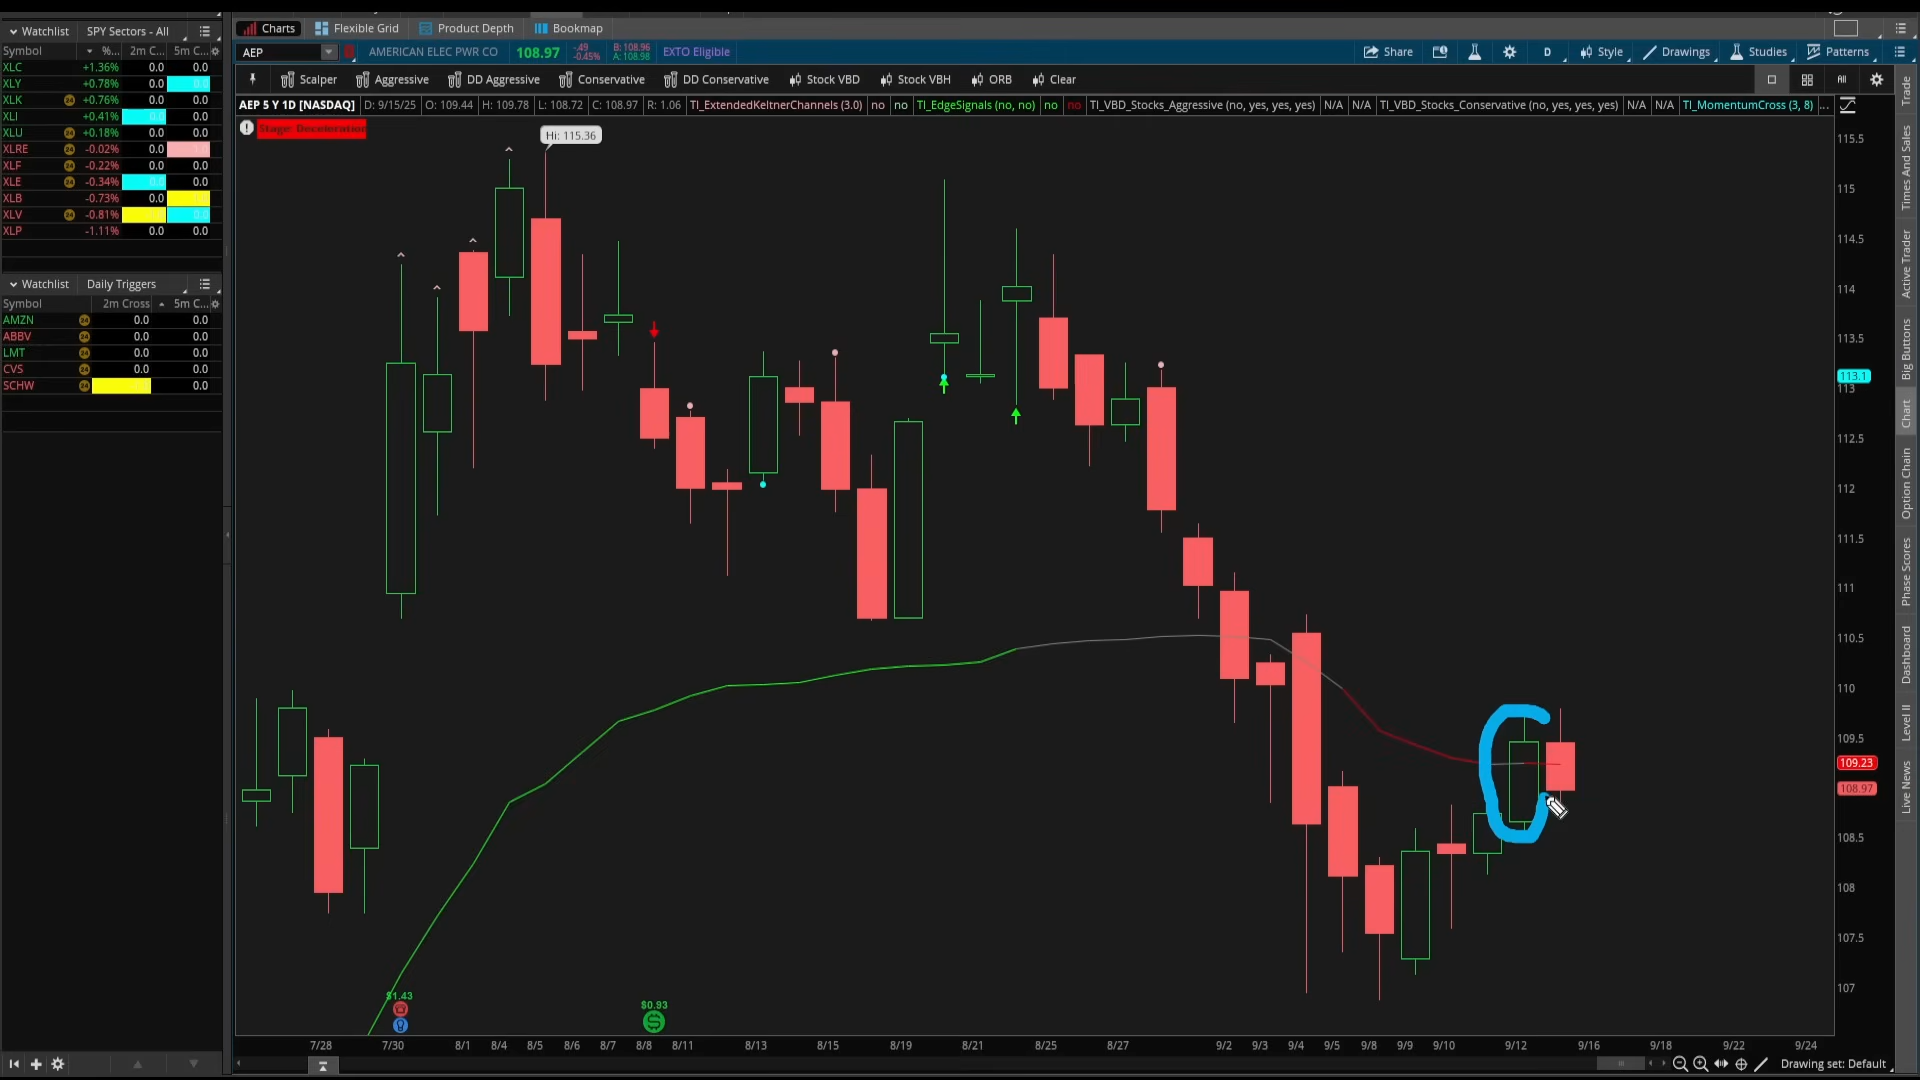 Watchlist SPY Sectors - All
Symbol %... 2m C... 5m C...
XLC +1.36% 0.0 0.0
XLY +0.78% 0.0 0.0
XLK +0.76% 0.0 0.0
XLI +0.41% 0.0
XLU +0.18% 0.0 0.0
XLRE -0.02% 0.0
XLF -0.22% 0.0 0.0
XLE -0.34% 0.0
XLB -0.73% 0.0
XLV -0.81% 0.0
XLP -1.11% 0.0 0.0
Watchlist Daily Triggers
Symbol 2m Cross 5m C...
AMZN 0.0 0.0
ABBV 0.0 0.0
LMT 0.0 0.0
CVS 0.0 0.0
SCHW 0.0
Charts Flexible Grid Product Depth Bookmap
AEP AMERICAN ELEC PWR CO 108.97 -.49 -0.45% B: 108.96 A: 108.98 EXTO Eligible Share D Style Drawings Studies Patterns
Scalper Aggressive DD Aggressive Conservative DD Conservative Stock VBD Stock VBH ORB Clear All
AEP 5 Y 1D [NASDAQ] D: 9/15/25 O: 109.44 H: 109.78 L: 108.72 C: 108.97 R: 1.06 TI_ExtendedKeltnerChannels (3.0) no no TI_EdgeSignals (no, no) no no TI_VBD_Stocks_Aggressive (no, yes, yes, yes) N/A N/A TI_VBD_Stocks_Conservative (no, yes, yes, yes) N/A N/A TI_MomentumCross (3, 8) ...
Stage: Deceleration
Hi: 115.36
115.5
115
114.5
114
113.5
113.1
113
112.5
112
111.5
111
110.5
110
109.5
109.23
108.97
108.5
108
107.5
107
$1.43
$0.93
7/28 7/30 8/1 8/4 8/5 8/6 8/7 8/8 8/11 8/13 8/15 8/19 8/21 8/25 8/27 9/2 9/3 9/4 9/5 9/8 9/9 9/10 9/12 9/16 9/18 9/22 9/24
Drawing set: Default
Trade
Times And Sales
Active Trader
Big Buttons
Chart
Option Chain
Phase Scores
Dashboard
Level II
Live News